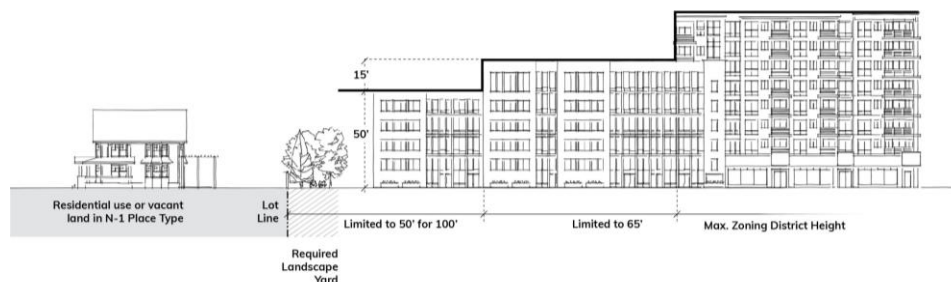 15'
50'
Residential use or vacant
land in N-1 Place Type
Lot
Line
Limited to 50' for 100'
Limited to 65'
Max. Zoning District Height
Required
Landscape
Yard